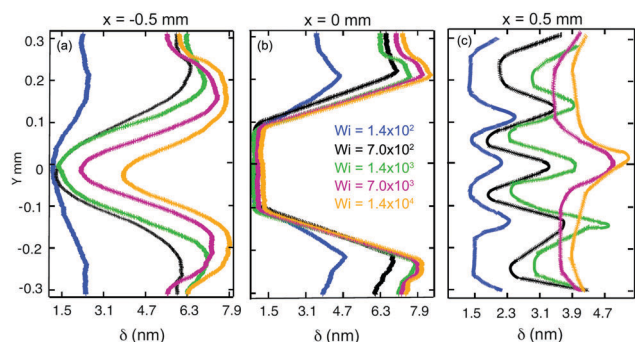 x = -0.5 mm x = 0 mm x = 0.5 mm
(a) (b) (c)
0.3
0.2
0.1
0
-0.1
-0.2
-0.3
Y mm
Wi = 1.4x10²
Wi = 7.0x10²
Wi = 1.4x10³
Wi = 7.0x10³
Wi = 1.4x10⁴
1.5 3.1 4.7 6.3 7.9 1.5 3.1 4.7 6.3 7.9 1.5 2.3 3.1 3.9 4.7
δ (nm) δ (nm) δ (nm)